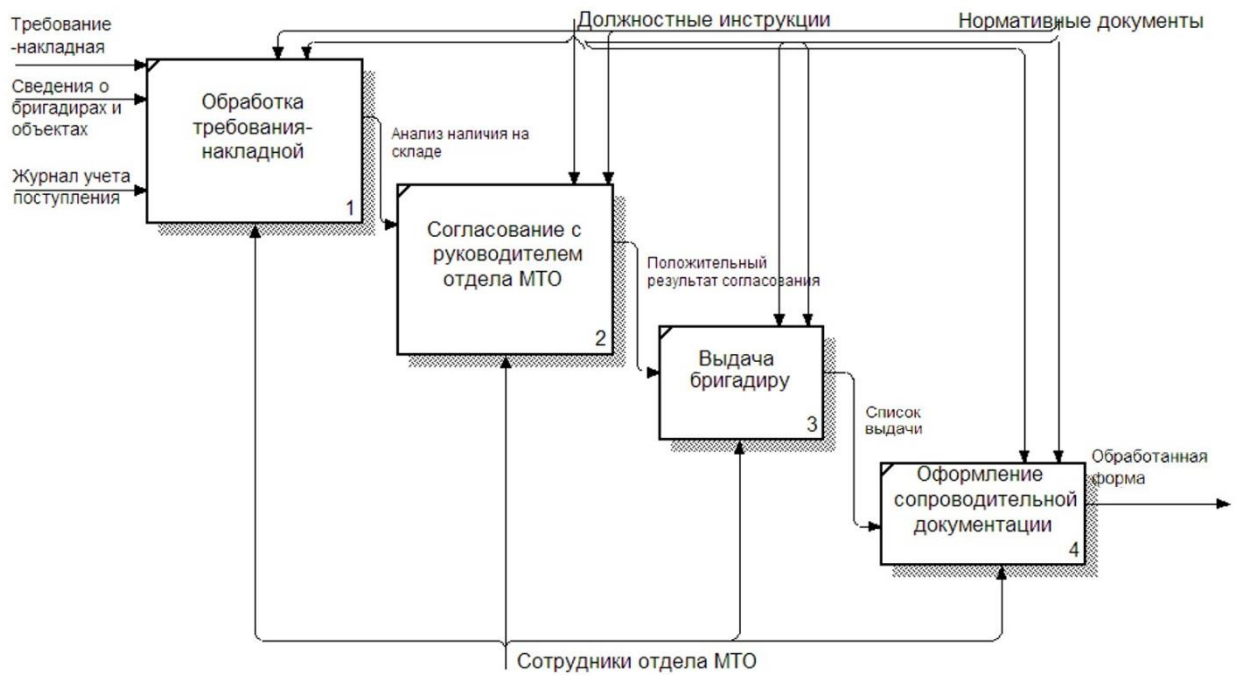 Требование
-накладная
Должностные инструкции
Нормативные документы
Сведения о
бригадирах и
объектах
Журнал учета
поступления
Обработка
требования-
накладной
1
Анализ наличия на
складе
Согласование с
руководителем
отдела МТО
2
Положительный
результат согласования
Выдача
бригадиру
3
Список
выдачи
Оформление
сопроводительной
документации
4
Обработанная
форма
Сотрудники отдела МТО